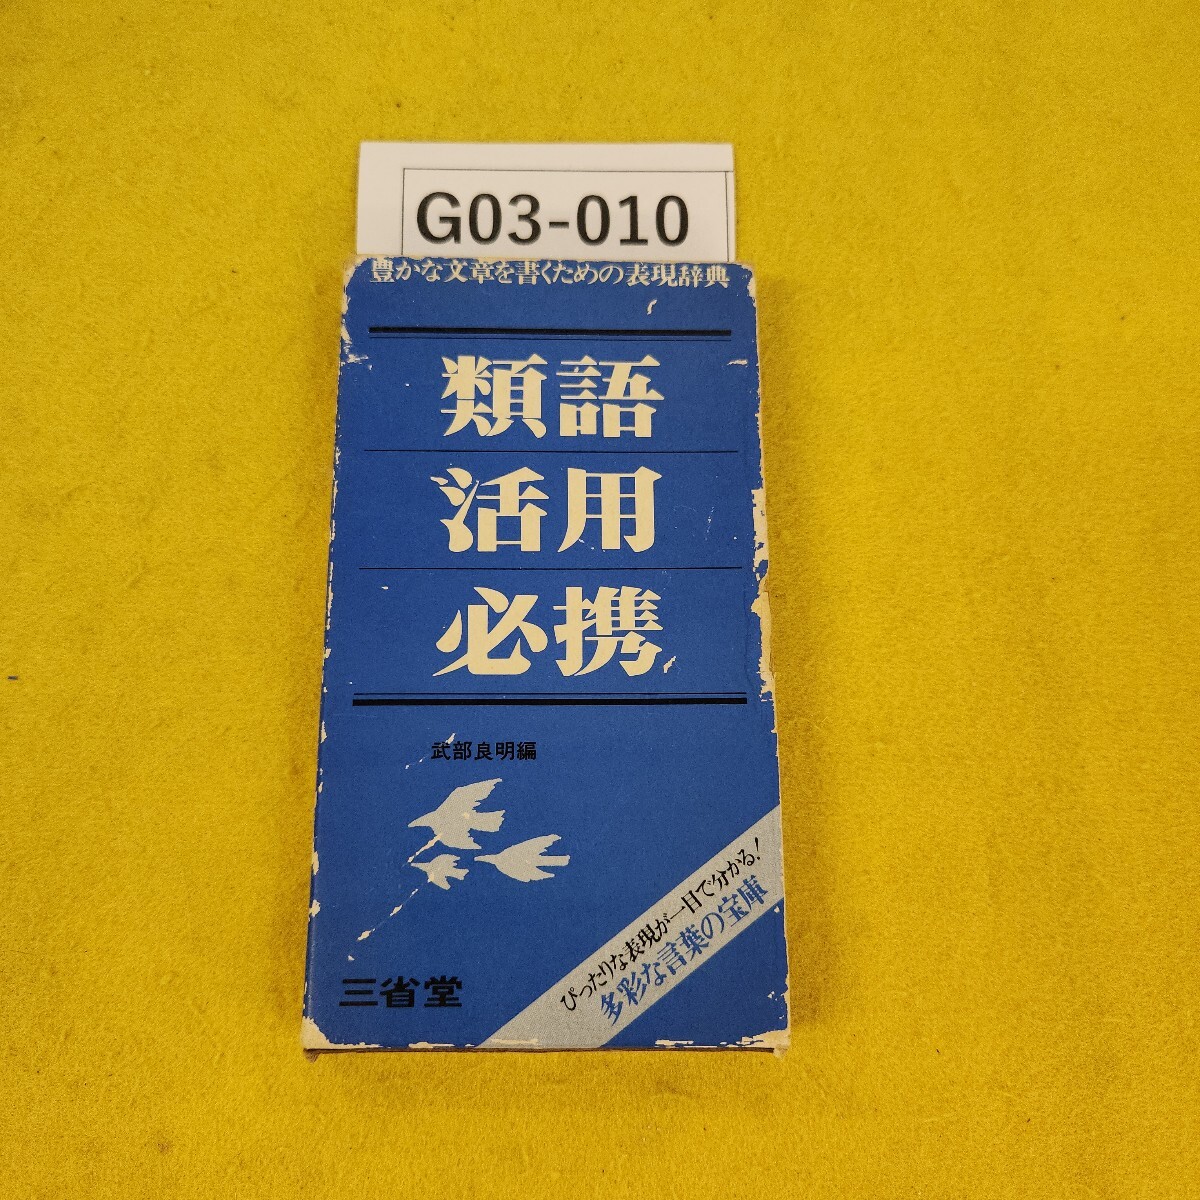 G03-010
豊かな文章を書くための表現辞典
類語
活用
必携
武部良明編
ぴったりな表現が一目で分かる!
多彩な言葉の宝庫
三省堂